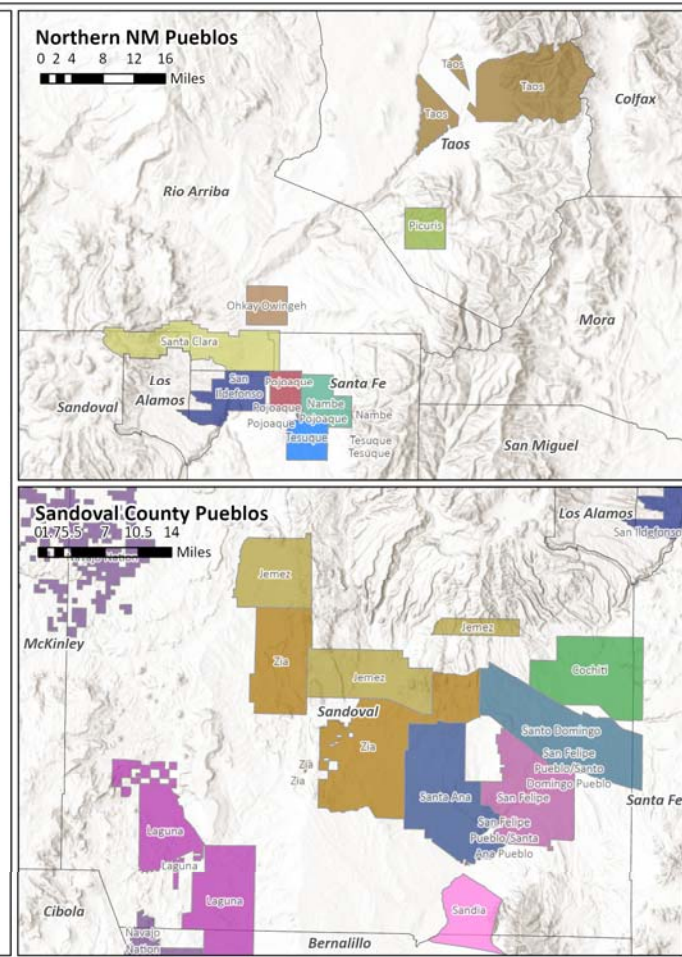 Northern NM Pueblos
0 2 4 8 12 16
Miles
Taos
Taos
Taos
Taos
Colfax
Rio Arriba
Picuris
Ohkay Owingeh
Mora
Santa Clara
Los
Alamos
San
Ildefonso
Pojoaque
Santa Fe
Sandoval
Pojoaque
Nambe
Nambe
Pojoaque
Pojoaque
Tesuque
Tesuque
Tesuque
San Miguel
Sandoval County Pueblos
01.75.5 7 10.5 14
Miles
Navajo Nation
Los Alamos
San Ildefonso
Jemez
Jemez
McKinley
Zia
Jemez
Cochiti
Sandoval
Santo Domingo
Zia
Zia
Zia
San Felipe
Pueblo/Santo
Domingo Pueblo
Santa Ana
San Felipe
Santa Fe
San Felipe
Pueblo/Santa
Ana Pueblo
Laguna
Laguna
Laguna
Cibola
Sandia
Navajo
Nation
Bernalillo